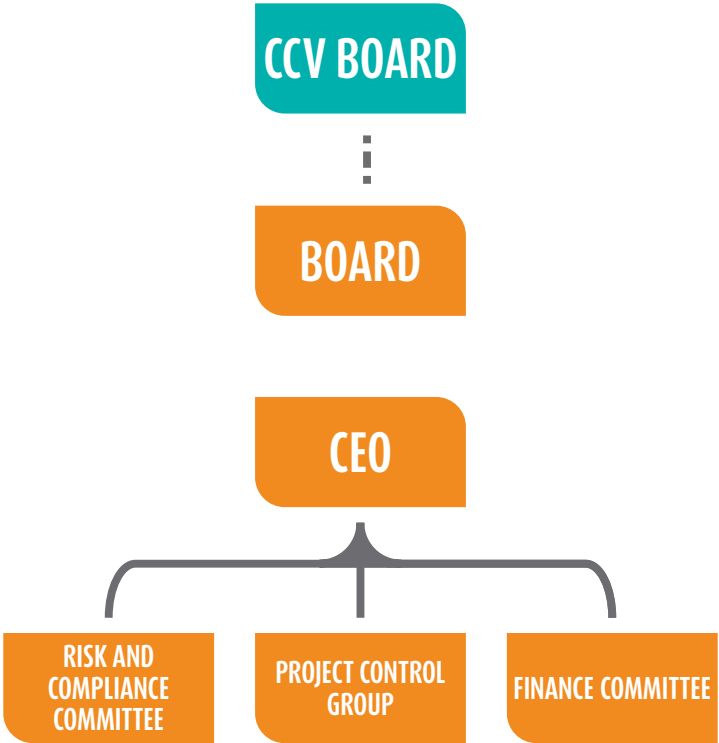 CCV BOARD
BOARD
CEO
RISK AND
COMPLIANCE
COMMITTEE
PROJECT CONTROL
GROUP
FINANCE COMMITTEE